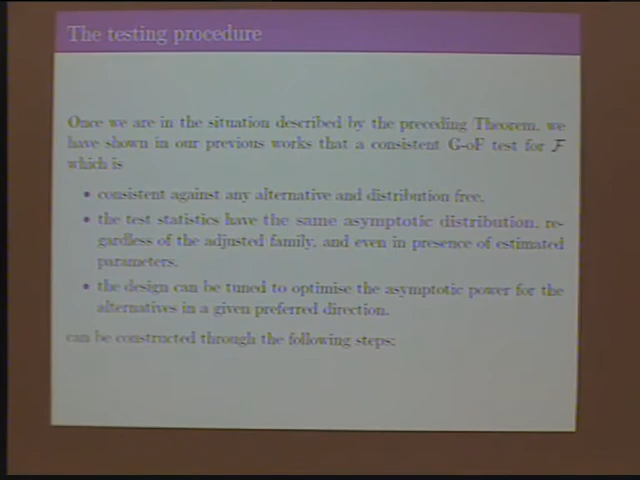 The testing procedure
Once we are in the situation described by the preceding Theorem, we
have shown in our previous works that a consistent G-oF test for F
which is
• consistent against any alternative and distribution free.
• the test statistics have the same asymptotic distribution, re-
gardless of the adjusted family, and even in presence of estimated
parameters.
• the design can be tuned to optimise the asymptotic power for the
alternatives in a given preferred direction.
can be constructed through the following steps: